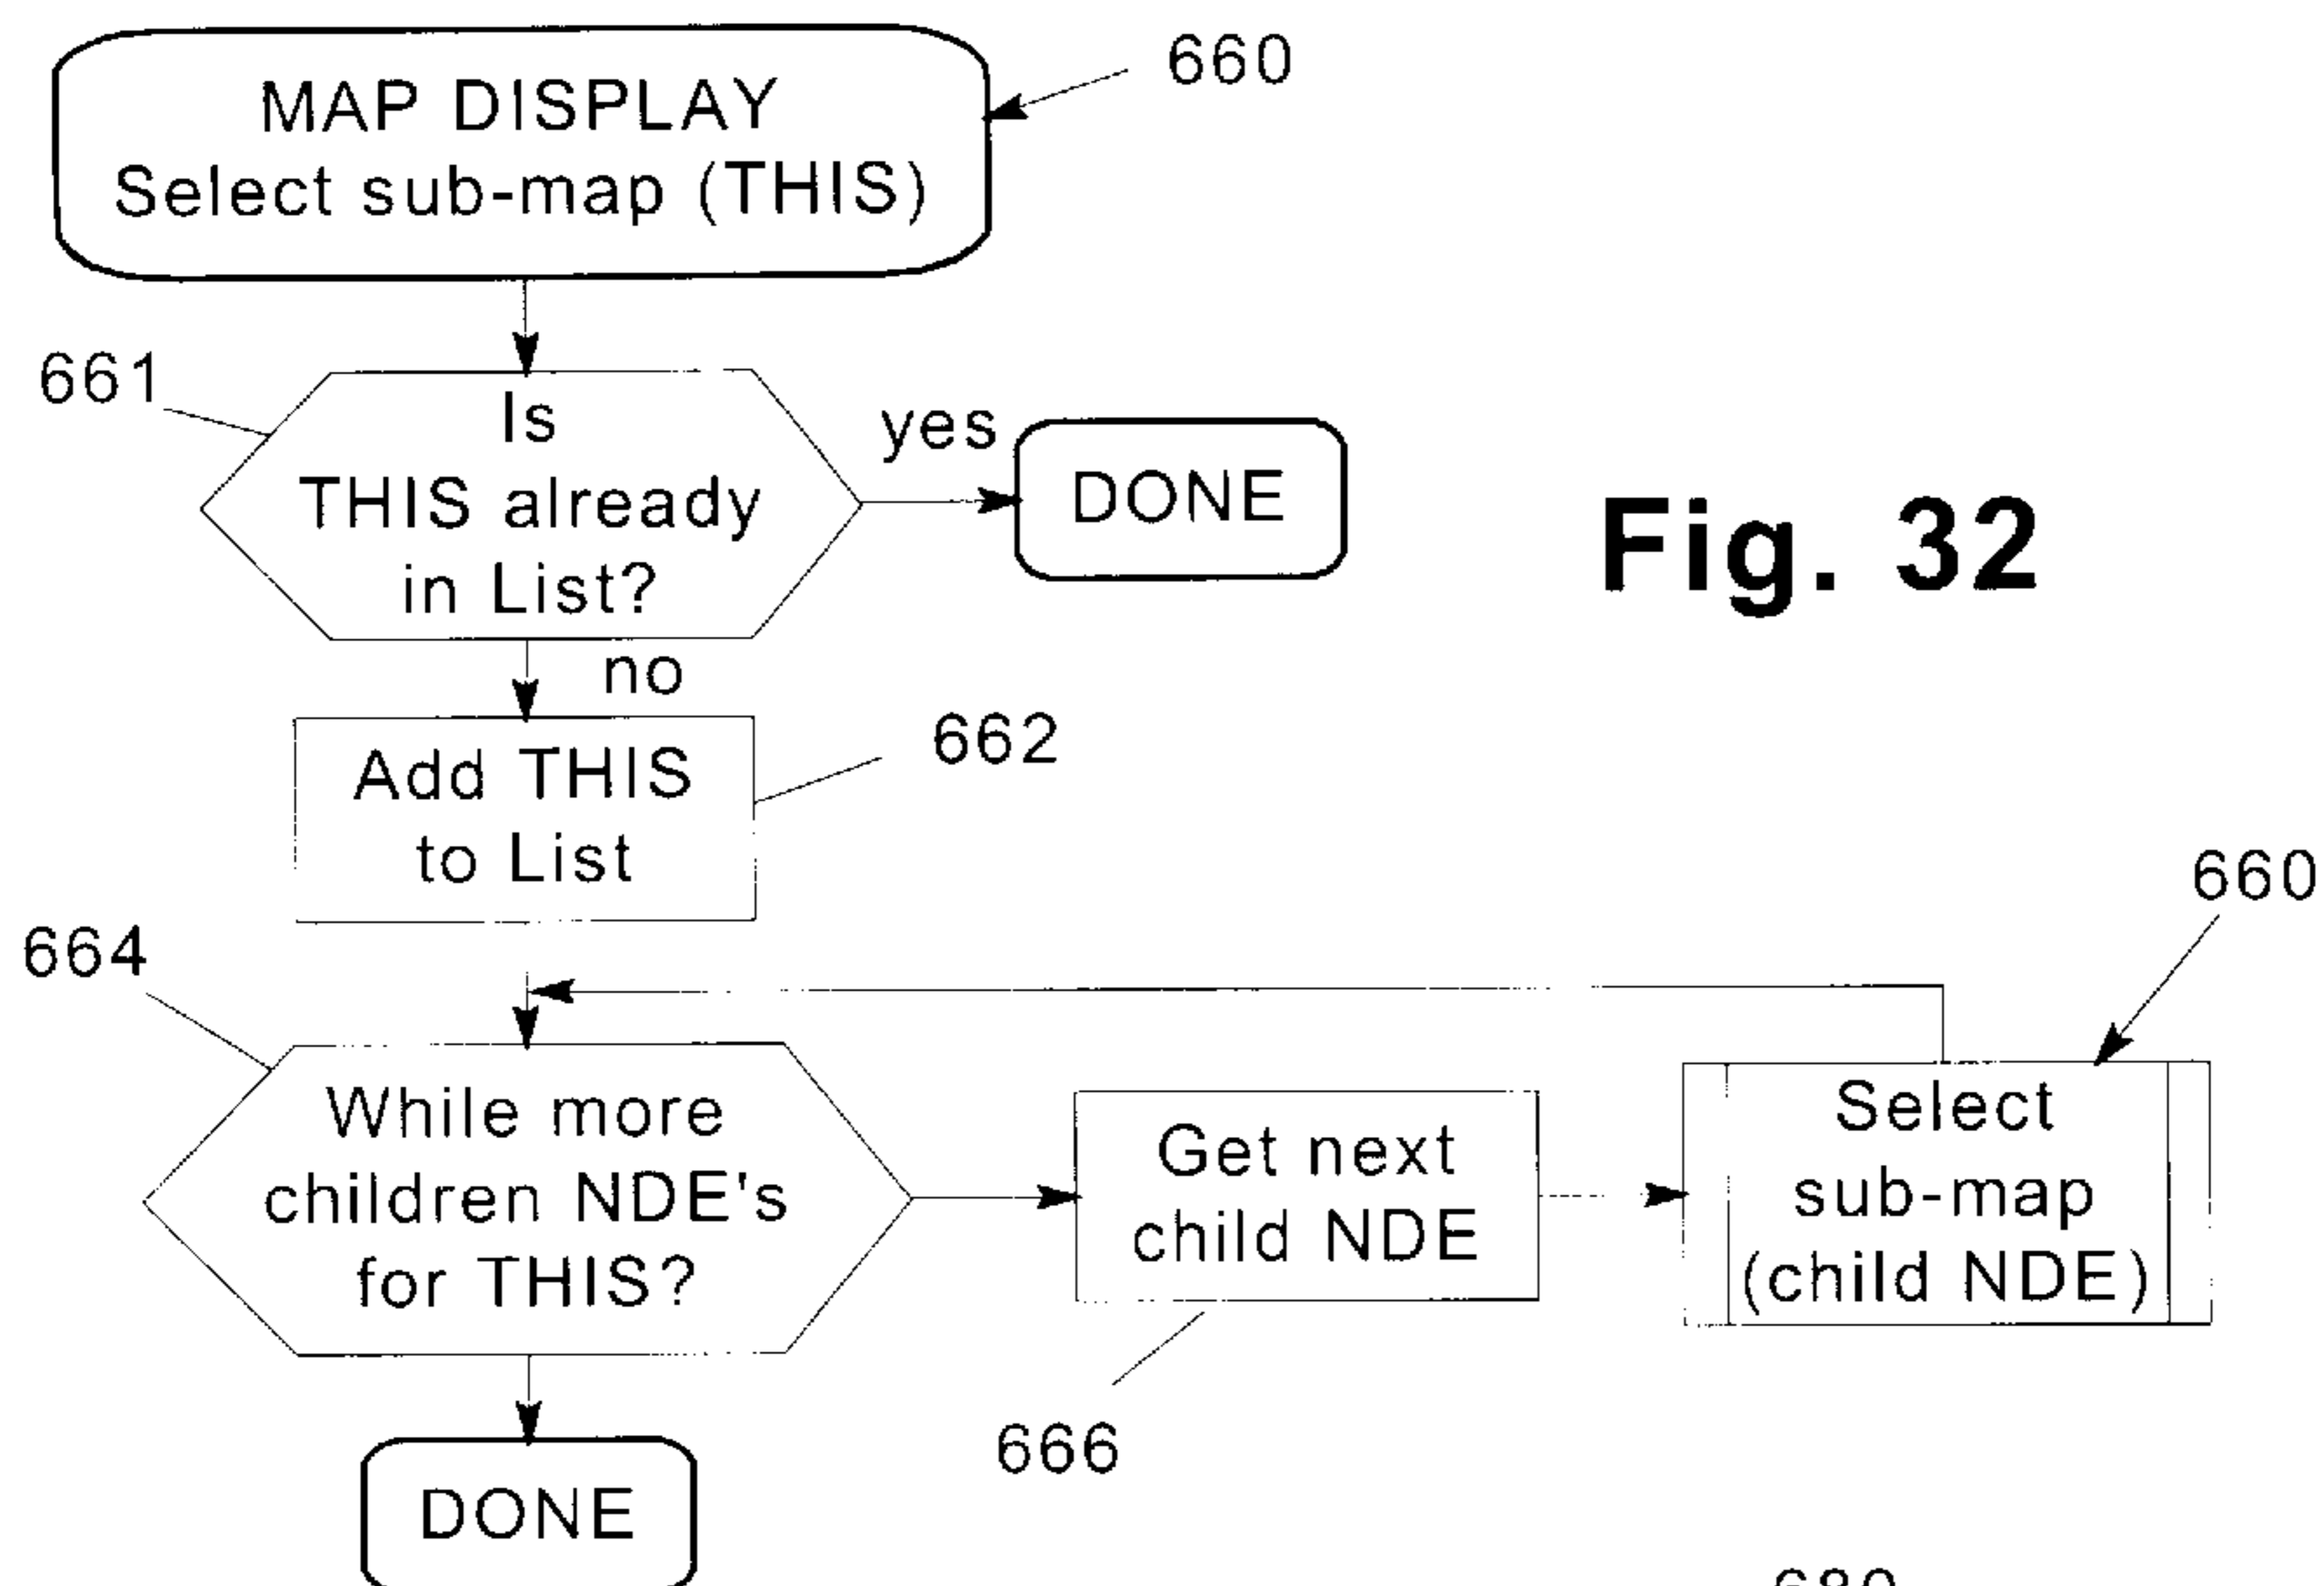 MAP DISPLAY
Select sub-map (THIS)
660
661
Is
THIS already
in List?
yes
DONE
Fig. 32
no
Add THIS
to List
662
664
While more
children NDE's
for THIS?
Get next
child NDE
666
660
Select
sub-map
(child NDE)
DONE